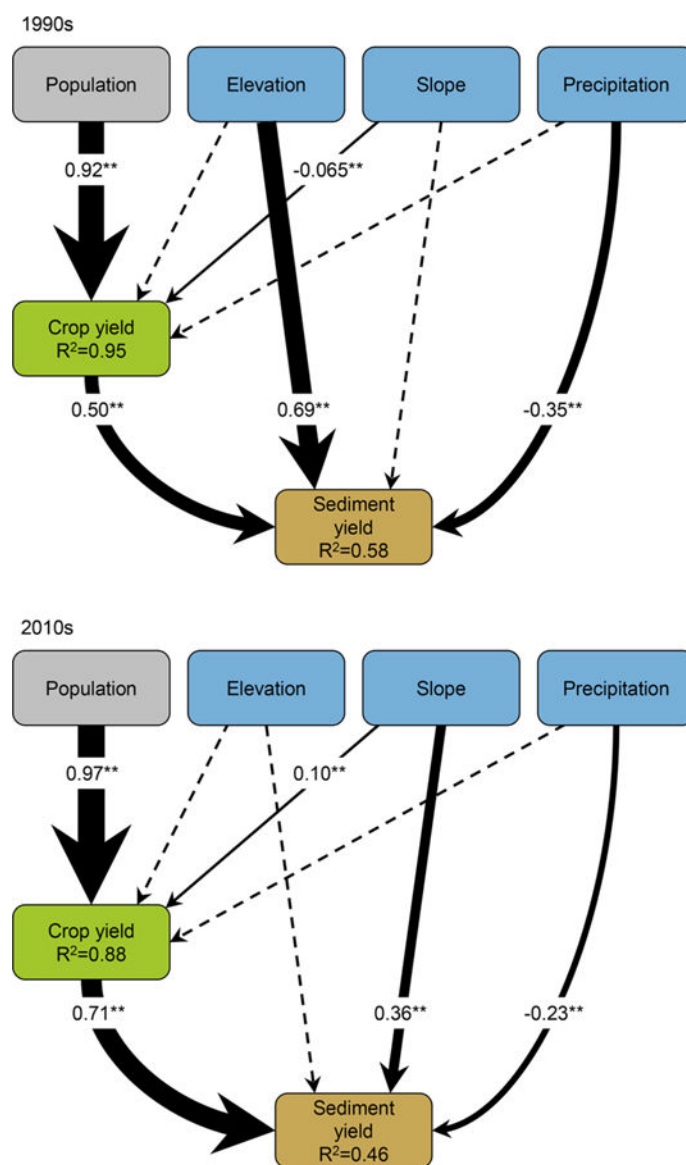 1990s
Population
Elevation
Slope
Precipitation
0.92**
-0.065**
Crop yield
R²=0.95
0.50**
0.69**
-0.35**
Sediment
yield
R²=0.58
2010s
Population
Elevation
Slope
Precipitation
0.97**
0.10**
Crop yield
R²=0.88
0.71**
0.36**
-0.23**
Sediment
yield
R²=0.46